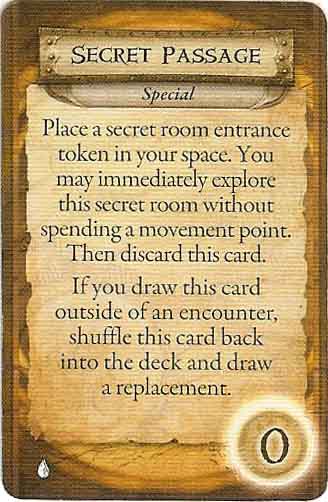 Secret Passage
Special
Place a secret room entrance
token in your space. You
may immediately explore
this secret room without
spending a movement point.
Then discard this card.
If you draw this card
outside of an encounter,
shuffle this card back
into the deck and draw
a replacement.
0